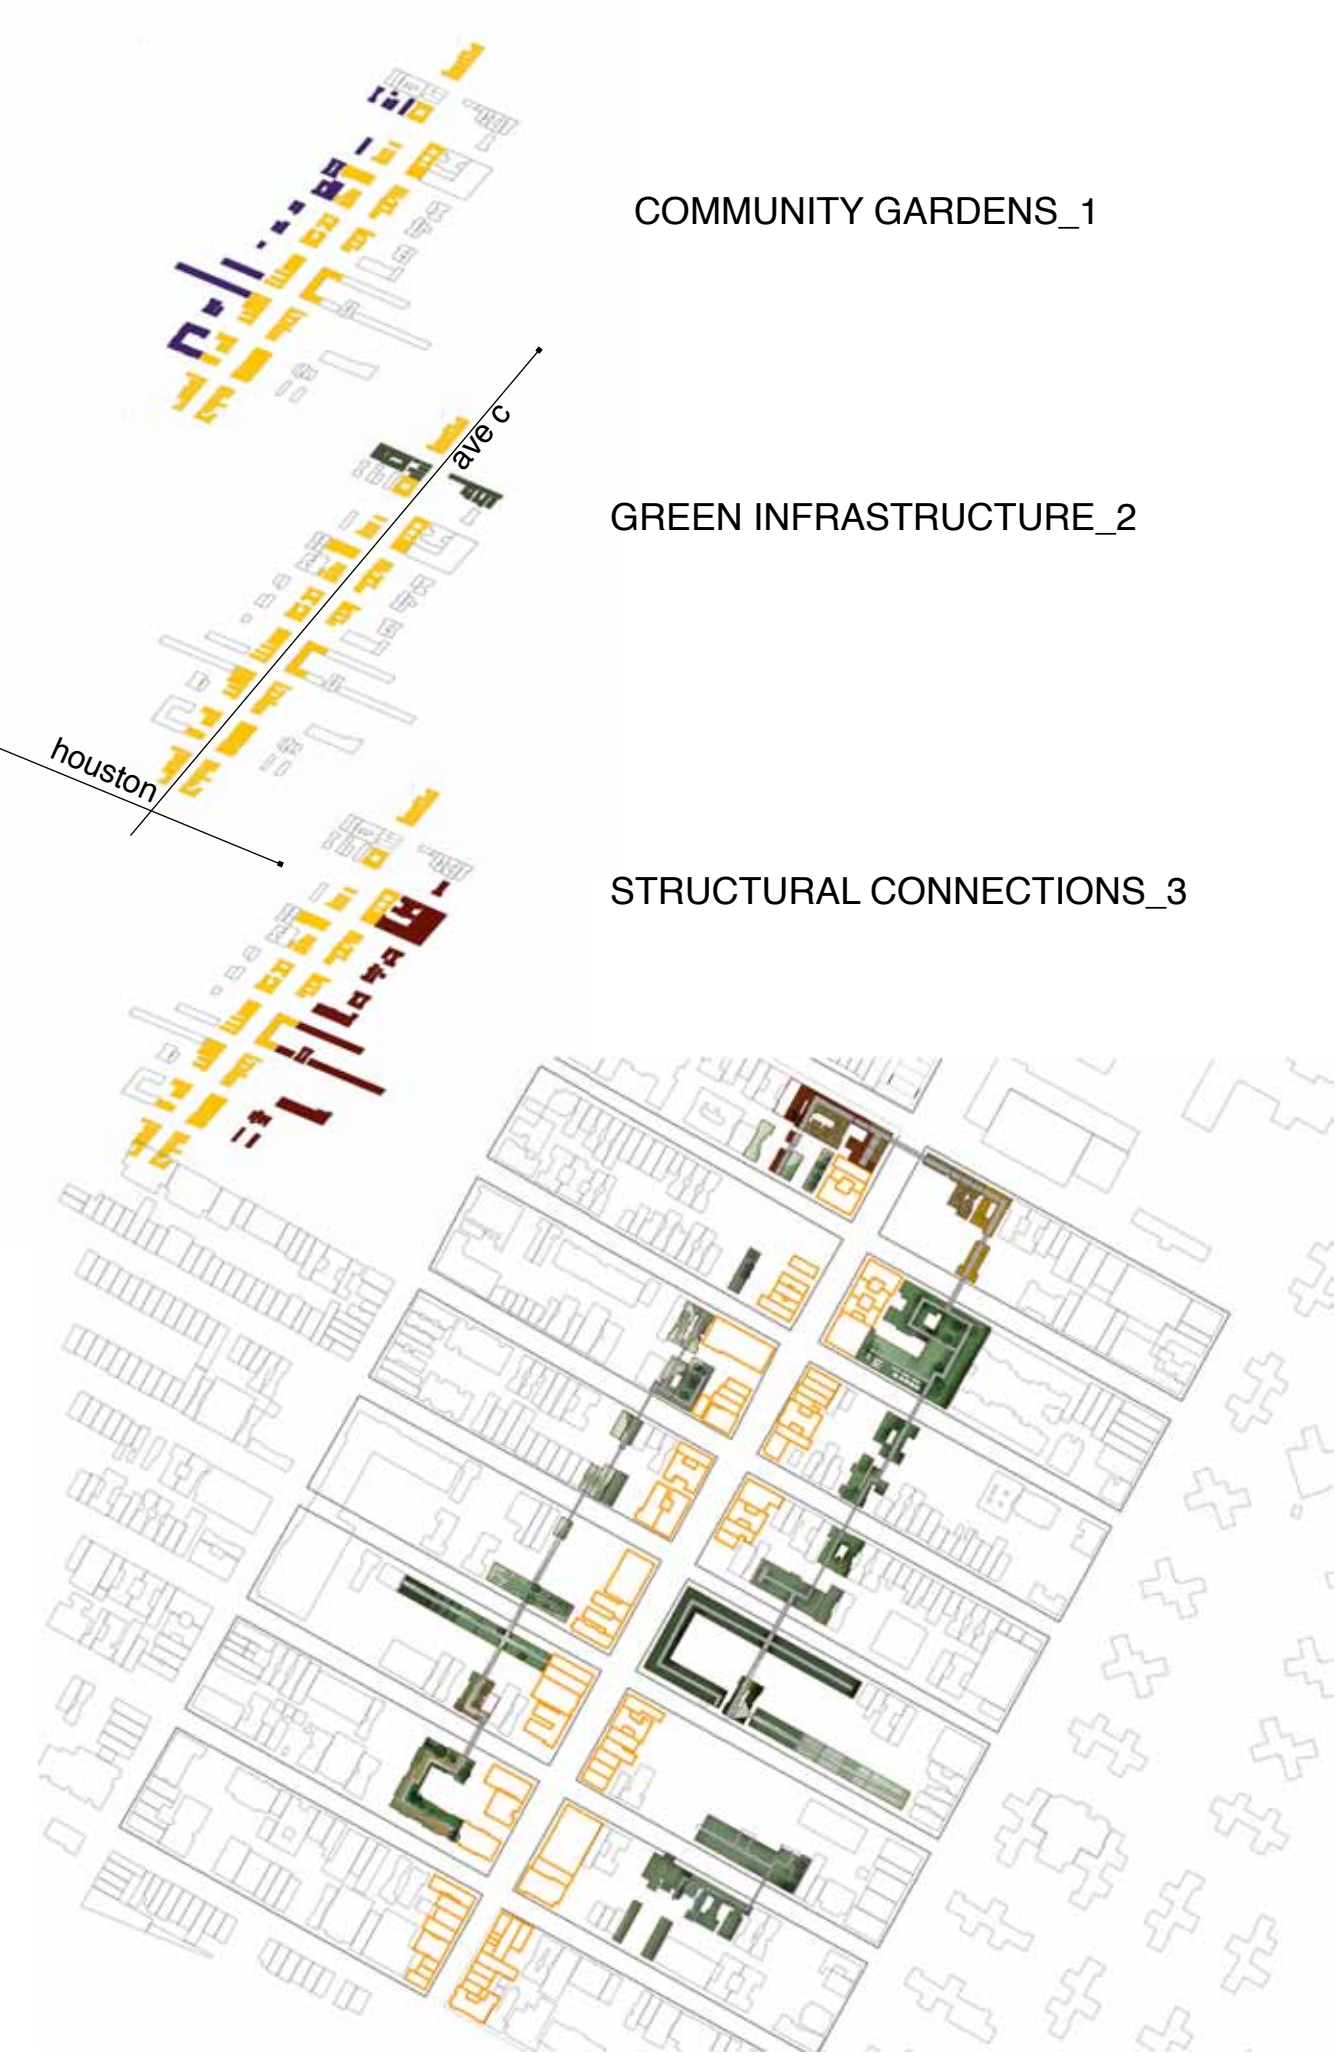 COMMUNITY GARDENS_1
ave c
GREEN INFRASTRUCTURE_2
houston
STRUCTURAL CONNECTIONS_3